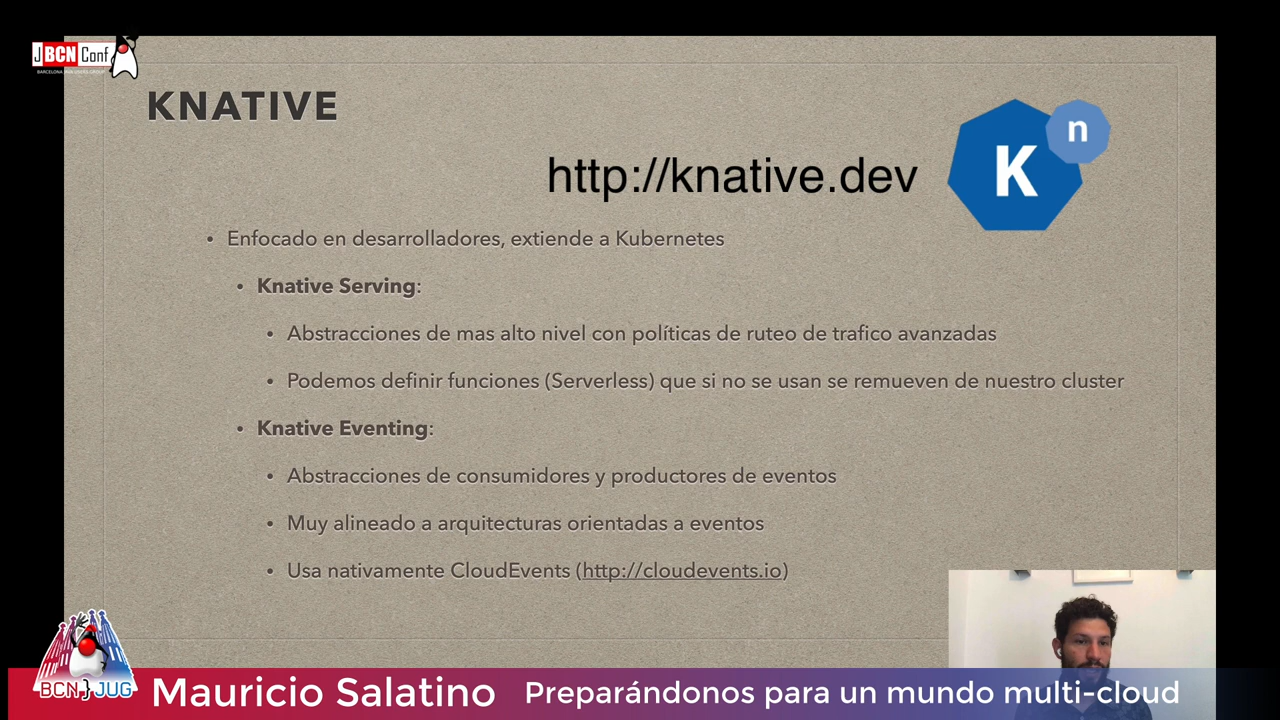 JBCNConf
BARCELONA JAVA USERS GROUP
KNATIVE
n
K
http://knative.dev
• Enfocado en desarrolladores, extiende a Kubernetes
• Knative Serving:
• Abstracciones de mas alto nivel con políticas de ruteo de trafico avanzadas
• Podemos definir funciones (Serverless) que si no se usan se remueven de nuestro cluster
• Knative Eventing:
• Abstracciones de consumidores y productores de eventos
• Muy alineado a arquitecturas orientadas a eventos
• Usa nativamente CloudEvents (http://cloudevents.io)
BCN JUG
Mauricio Salatino Preparándonos para un mundo multi-cloud